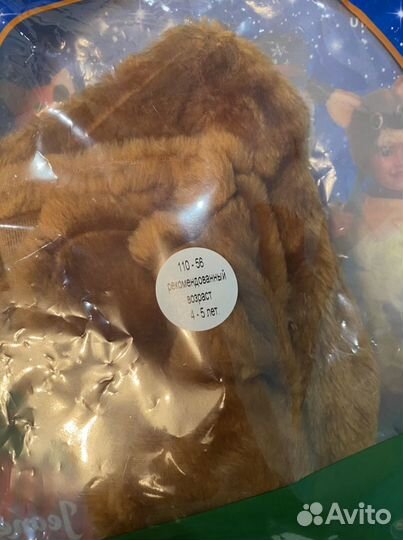 110 - 56
рекомендованный
возраст
4 - 5 лет
Avito